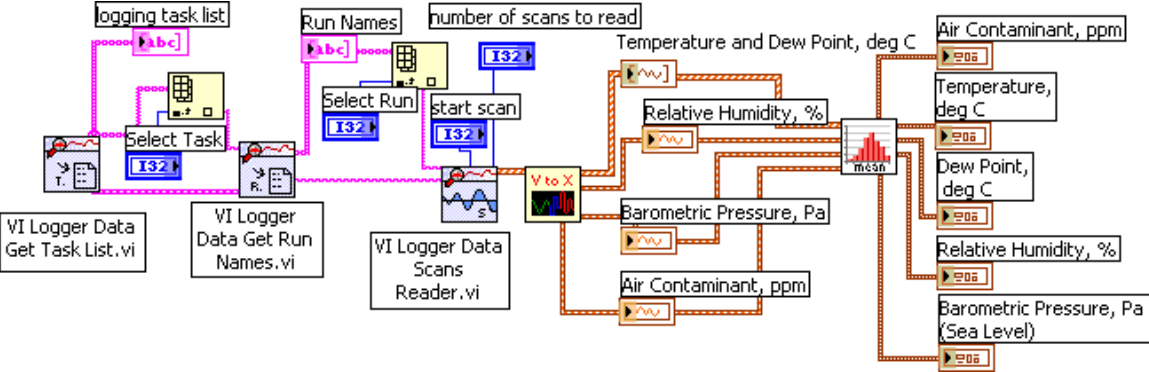 logging task list
abc]
Select Task
I32
T.
VI Logger Data
Get Task List.vi
Run Names
abc]
Select Run
I32
R.
VI Logger
Data Get Run
Names.vi
number of scans to read
I32
start scan
I32
S
VI Logger Data
Scans
Reader.vi
V to X
Temperature and Dew Point, deg C
Relative Humidity, %
Barometric Pressure, Pa
Air Contaminant, ppm
mean
Air Contaminant, ppm
Temperature,
deg C
Dew Point,
deg C
Relative Humidity, %
Barometric Pressure, Pa
(Sea Level)